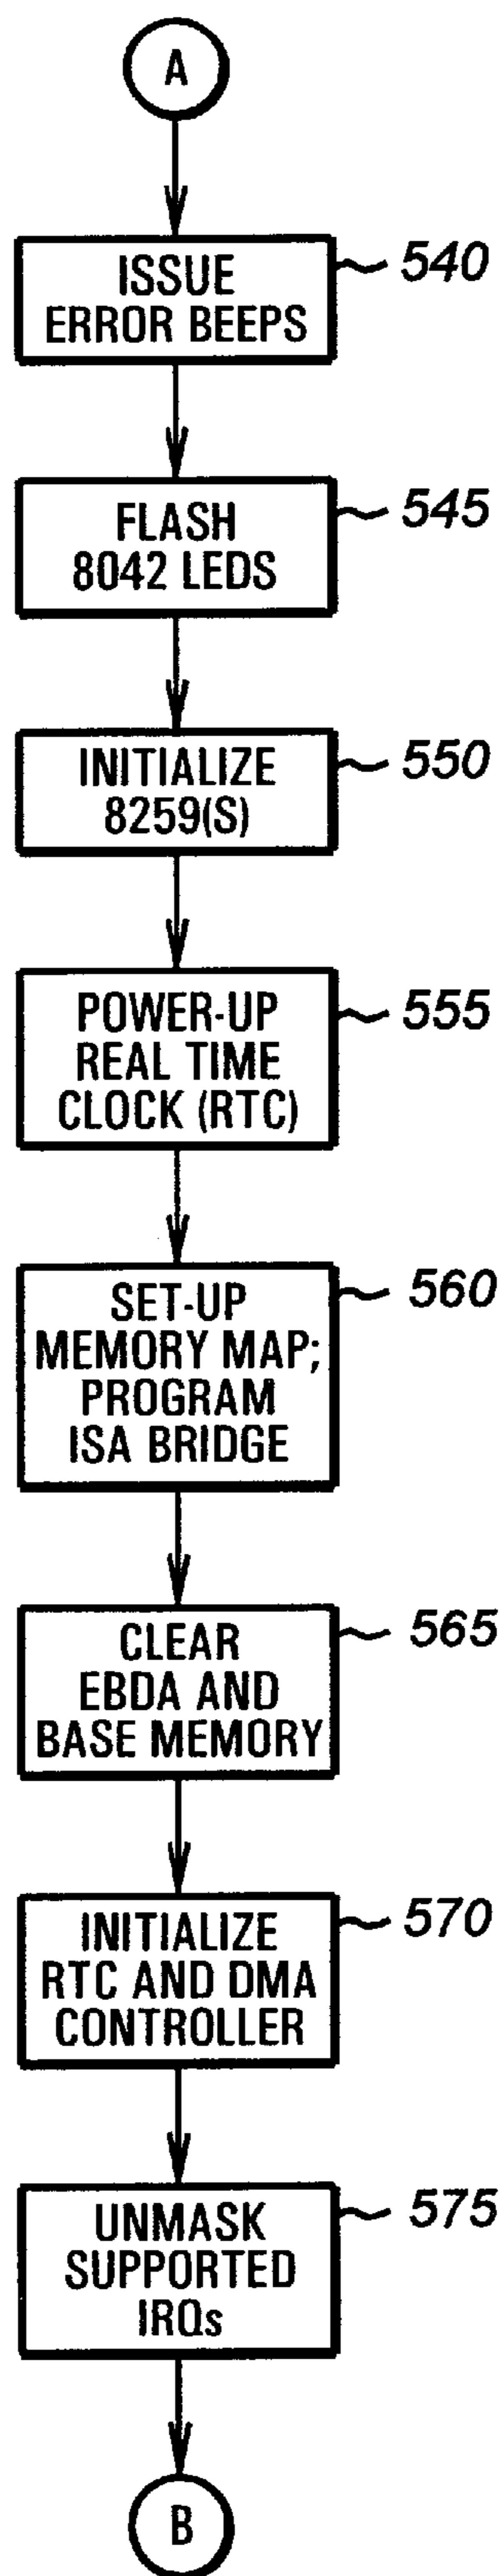 A
ISSUE
ERROR BEEPS
540
FLASH
8042 LEDS
545
INITIALIZE
8259(S)
550
POWER-UP
REAL TIME
CLOCK (RTC)
555
SET-UP
MEMORY MAP;
PROGRAM
ISA BRIDGE
560
CLEAR
EBDA AND
BASE MEMORY
565
INITIALIZE
RTC AND DMA
CONTROLLER
570
UNMASK
SUPPORTED
IRQs
575
B